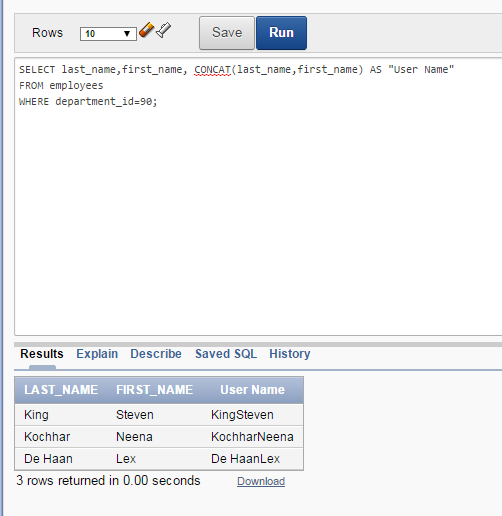 Rows 10 Save Run
SELECT last_name,first_name, CONCAT(last_name,first_name) AS "User Name"
FROM employees
WHERE department_id=90;
Results Explain Describe Saved SQL History
LAST_NAME FIRST_NAME User Name
King Steven KingSteven
Kochhar Neena KochharNeena
De Haan Lex De HaanLex
3 rows returned in 0.00 seconds Download